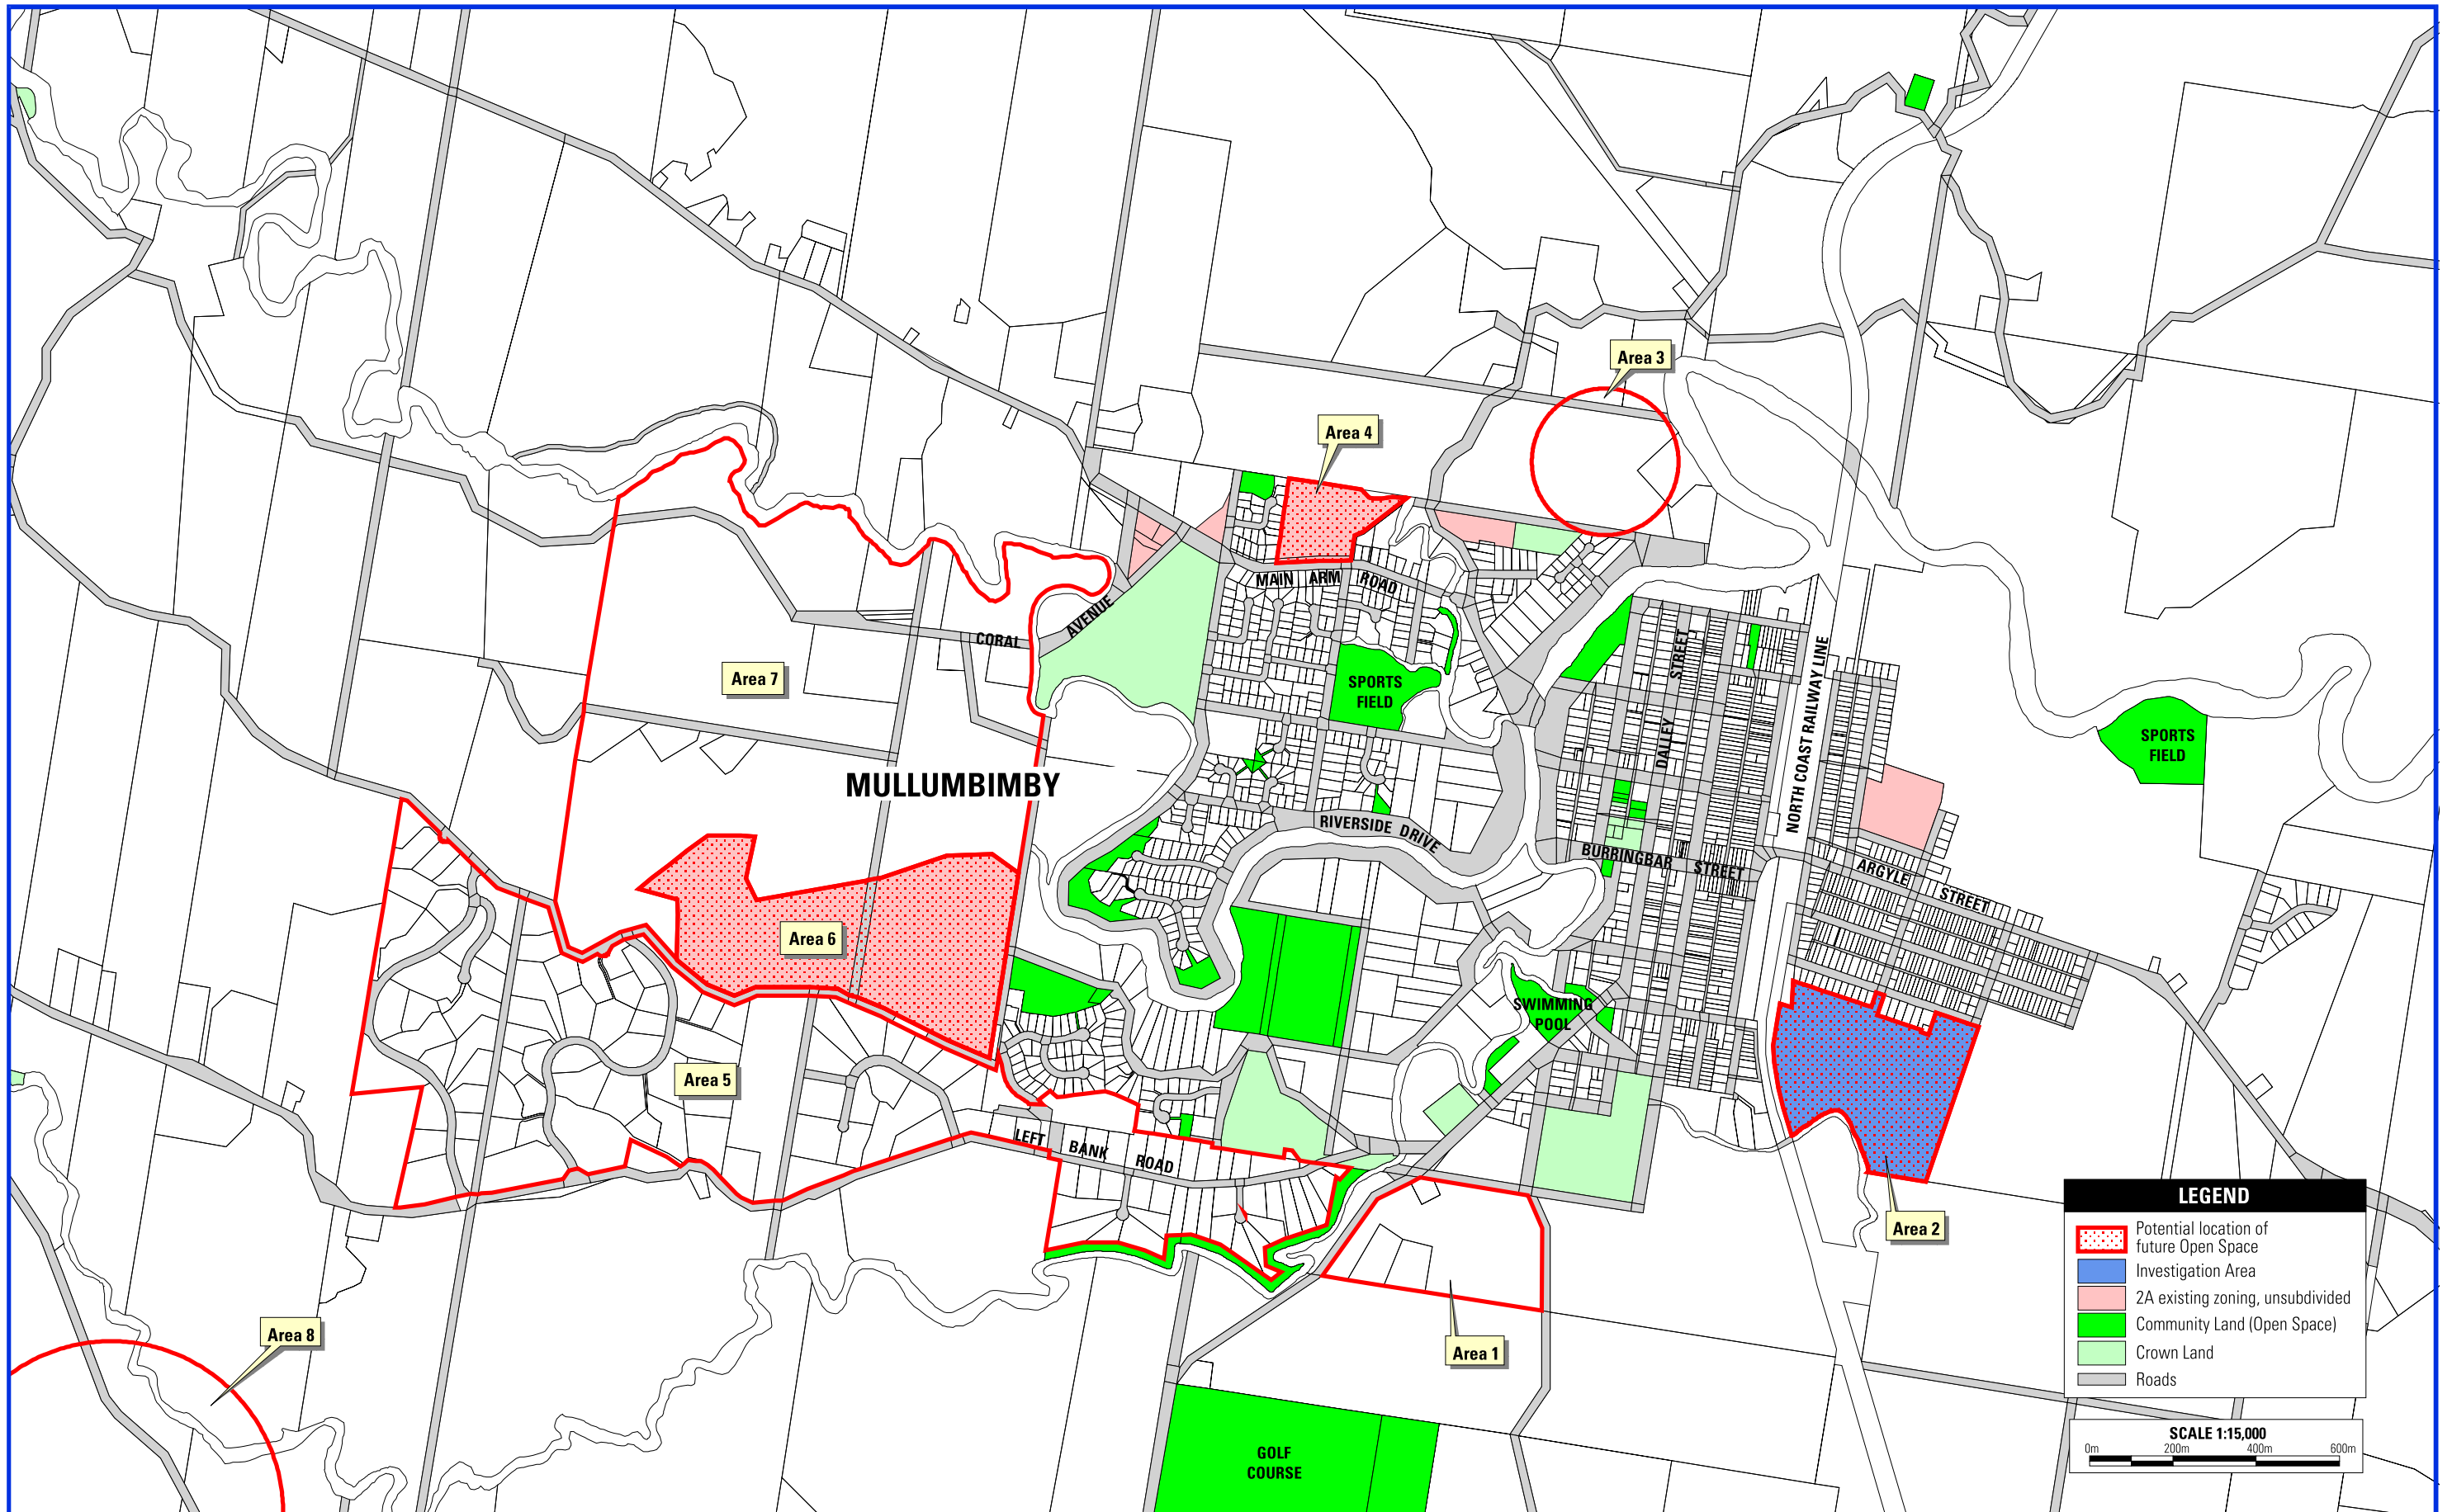 Area 3
Area 4
MAIN ARM ROAD
CORAL AVENUE
Area 7
SPORTS
FIELD
DALLEY STREET
NORTH COAST RAILWAY LINE
SPORTS
FIELD
MULLUMBIMBY
RIVERSIDE DRIVE
BURRINGBAR STREET
ARGYLE STREET
Area 6
SWIMMING
POOL
Area 5
LEFT BANK ROAD
Area 2
Area 8
Area 1
GOLF
COURSE
LEGEND
Potential location of
future Open Space
Investigation Area
2A existing zoning, unsubdivided
Community Land (Open Space)
Crown Land
Roads
SCALE 1:15,000
0m 200m 400m 600m